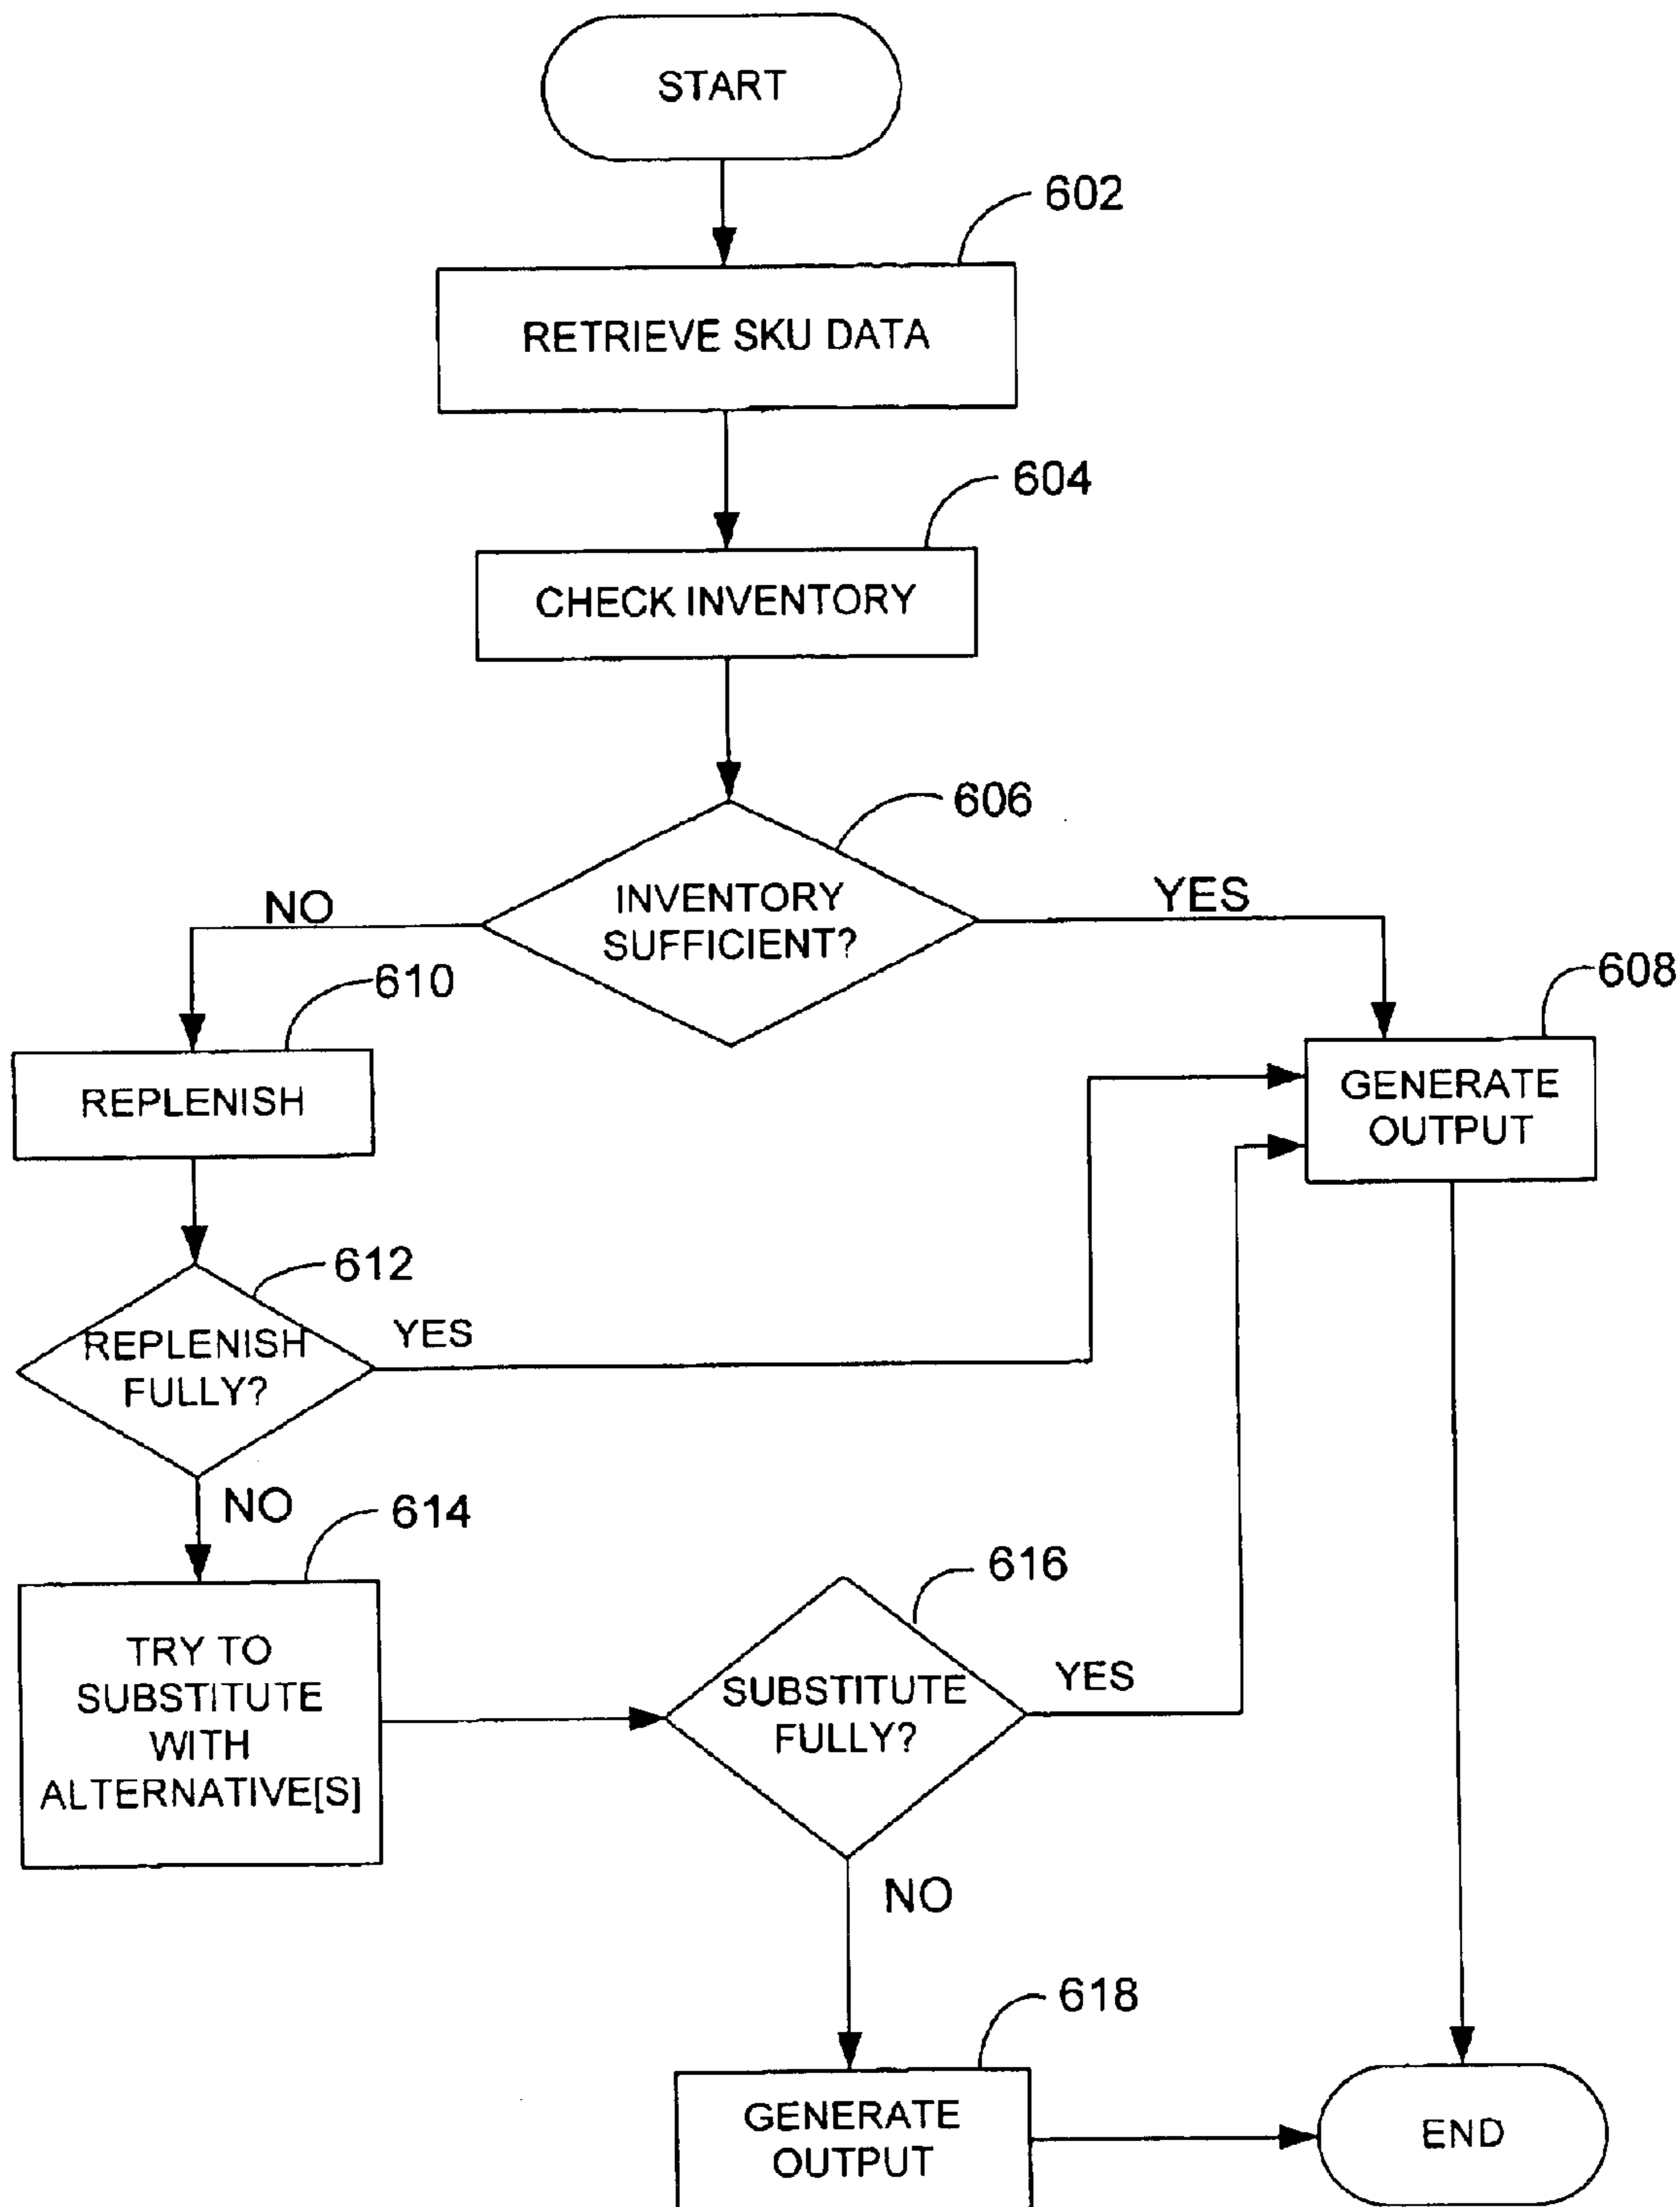 START
602
RETRIEVE SKU DATA
604
CHECK INVENTORY
606
INVENTORY
SUFFICIENT?
NO
YES
610
608
REPLENISH
GENERATE
OUTPUT
612
REPLENISH
FULLY?
YES
NO
614
616
TRY TO
SUBSTITUTE
WITH
ALTERNATIVE[S]
SUBSTITUTE
FULLY?
YES
NO
618
GENERATE
OUTPUT
END